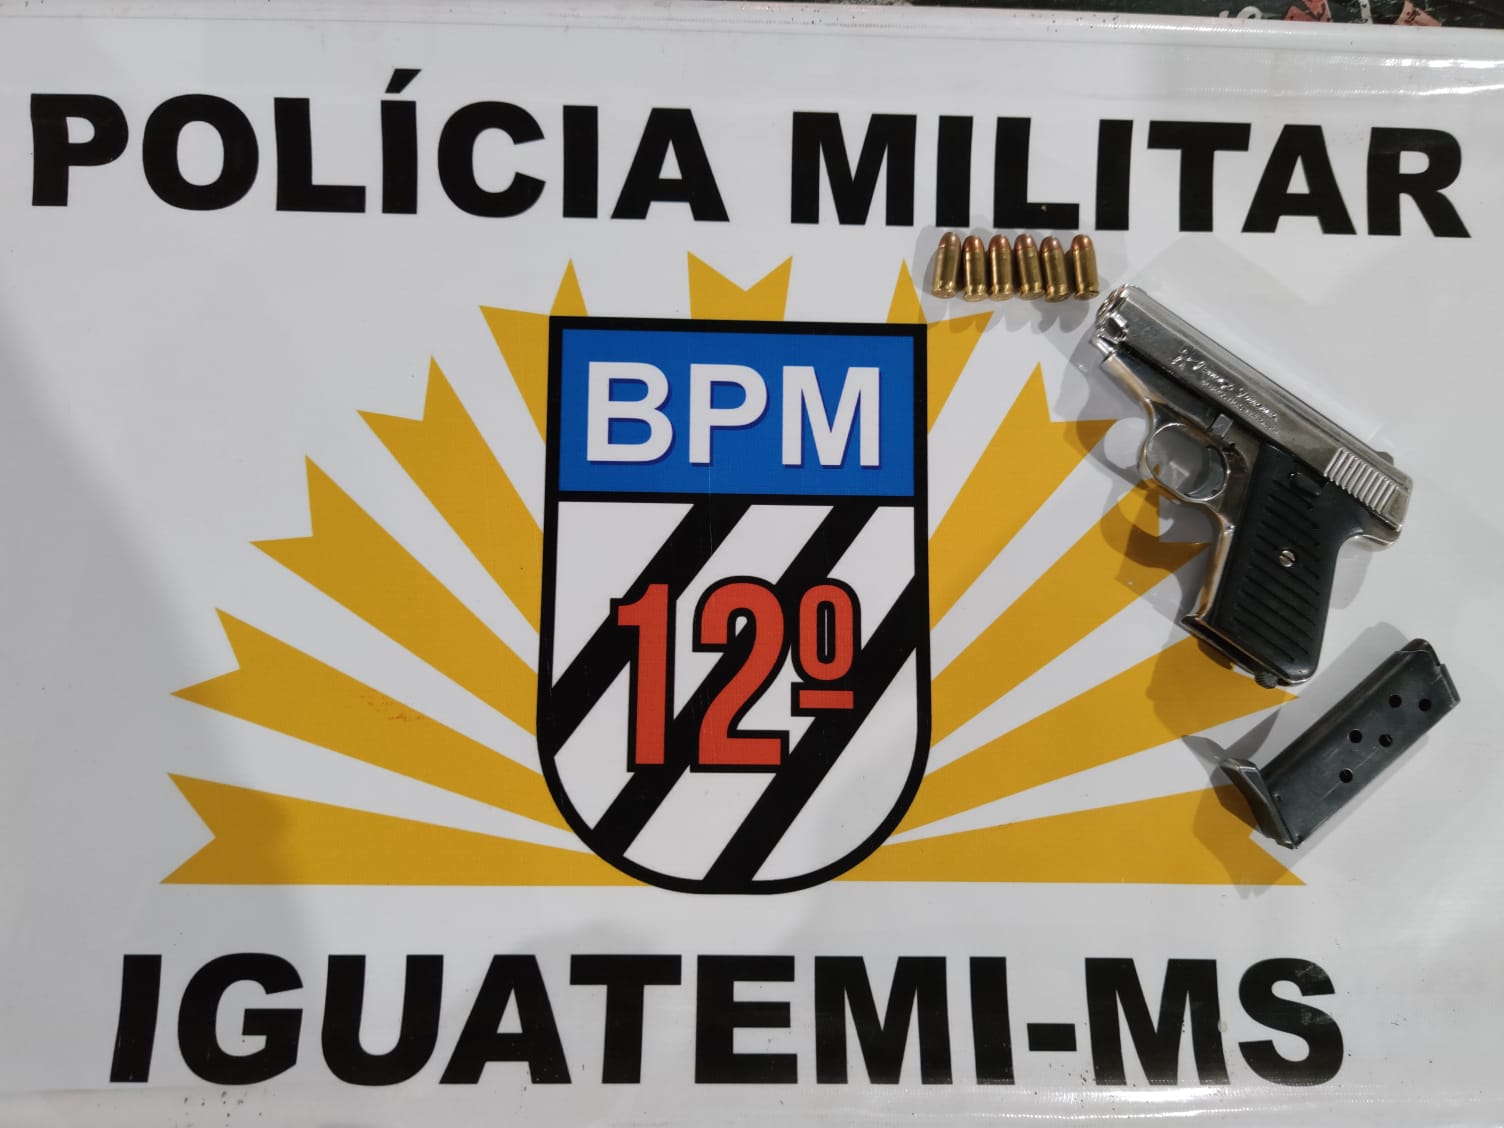 POLÍCIA MILITAR
BPM
12º
IGUATEMI-MS